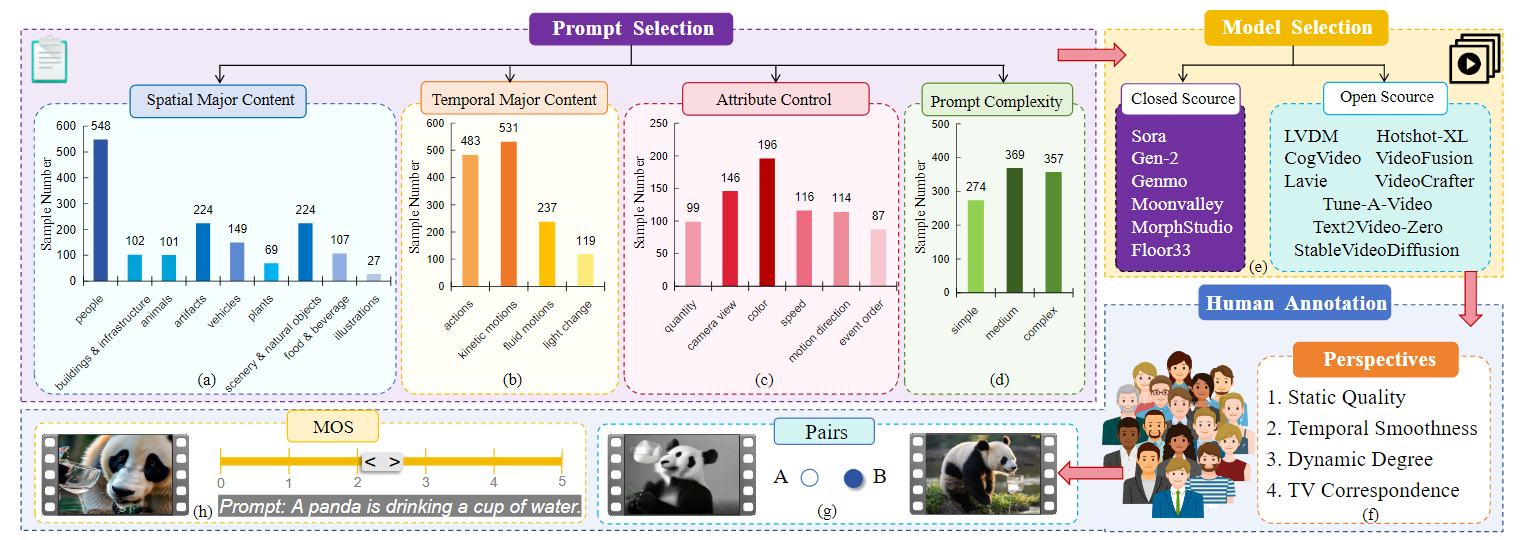 Prompt Selection
Model Selection
Spatial Major Content
Temporal Major Content
Attribute Control
Prompt Complexity
Closed Scource
Open Scource
Sample Number
600
500
400
300
200
100
0
548
102
101
224
149
69
224
107
27
people
buildings & infrastructure
animals
artifacts
vehicles
plants
scenery & natural objects
food & beverage
illustrations
(a)
Sample Number
600
500
400
300
200
100
0
483
531
237
119
actions
kinetic motions
fluid motions
light change
(b)
Sample Number
250
200
150
100
50
0
99
146
196
116
114
87
quantity
camera view
color
speed
motion direction
event order
(c)
Sample Number
500
400
300
200
100
0
274
369
357
simple
medium
complex
(d)
Sora
Gen-2
Genmo
Moonvalley
MorphStudio
Floor33
LVDM Hotshot-XL
CogVideo VideoFusion
Lavie VideoCrafter
Tune-A-Video
Text2Video-Zero
StableVideoDiffusion
(e)
Human Annotation
Perspectives
1. Static Quality
2. Temporal Smoothness
3. Dynamic Degree
4. TV Correspondence
(f)
MOS
< >
0 1 2 3 4 5
(h)
Prompt: A panda is drinking a cup of water.
Pairs
A B
(g)